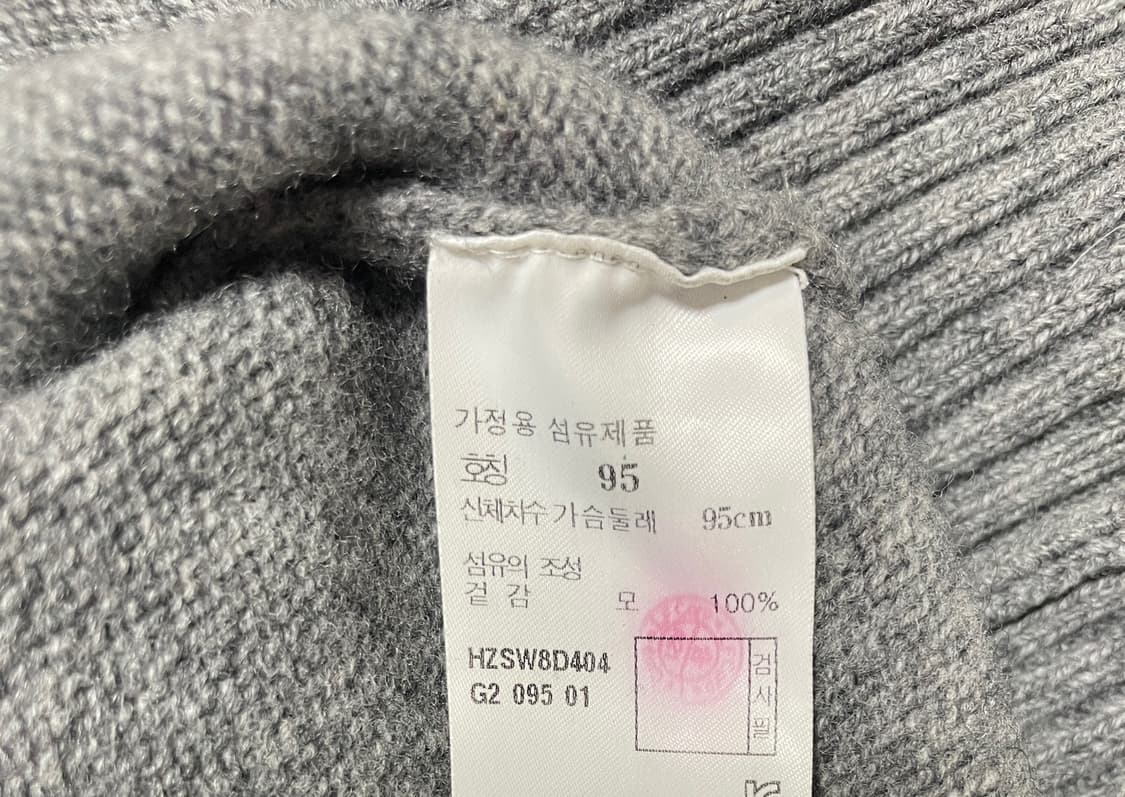 가정용 섬유제품
호칭 95
신체치수 가슴둘레 95cm
섬유의 조성
겉 감 모 100%
HZSW8D404
G2 095 01
검사필